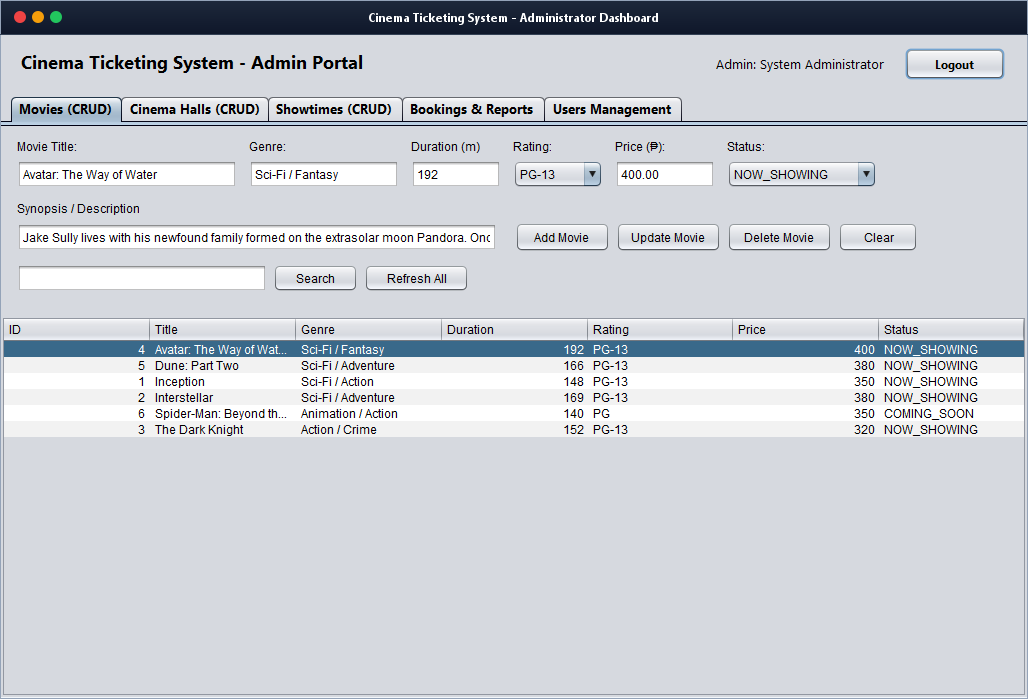 Cinema Ticketing System - Administrator Dashboard
Cinema Ticketing System - Admin Portal
Admin: System Administrator
Logout
Movies (CRUD) Cinema Halls (CRUD) Showtimes (CRUD) Bookings & Reports Users Management
Movie Title: Genre: Duration (m) Rating: Price (₱): Status:
Avatar: The Way of Water Sci-Fi / Fantasy 192 PG-13 400.00 NOW_SHOWING
Synopsis / Description
Jake Sully lives with his newfound family formed on the extrasolar moon Pandora. Onc Add Movie Update Movie Delete Movie Clear
Search Refresh All
ID Title Genre Duration Rating Price Status
4 Avatar: The Way of Wat... Sci-Fi / Fantasy 192 PG-13 400 NOW_SHOWING
5 Dune: Part Two Sci-Fi / Adventure 166 PG-13 380 NOW_SHOWING
1 Inception Sci-Fi / Action 148 PG-13 350 NOW_SHOWING
2 Interstellar Sci-Fi / Adventure 169 PG-13 380 NOW_SHOWING
6 Spider-Man: Beyond th... Animation / Action 140 PG 350 COMING_SOON
3 The Dark Knight Action / Crime 152 PG-13 320 NOW_SHOWING